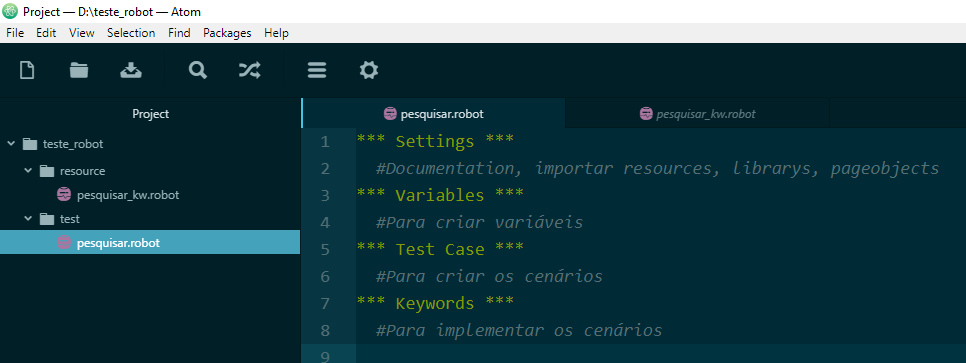 Project — D:\teste_robot — Atom
File Edit View Selection Find Packages Help
Project
teste_robot
resource
pesquisar_kw.robot
test
pesquisar.robot
pesquisar.robot pesquisar_kw.robot
1 *** Settings ***
2 #Documentation, importar resources, librarys, pageobjects
3 *** Variables ***
4 #Para criar variáveis
5 *** Test Case ***
6 #Para criar os cenários
7 *** Keywords ***
8 #Para implementar os cenários
9